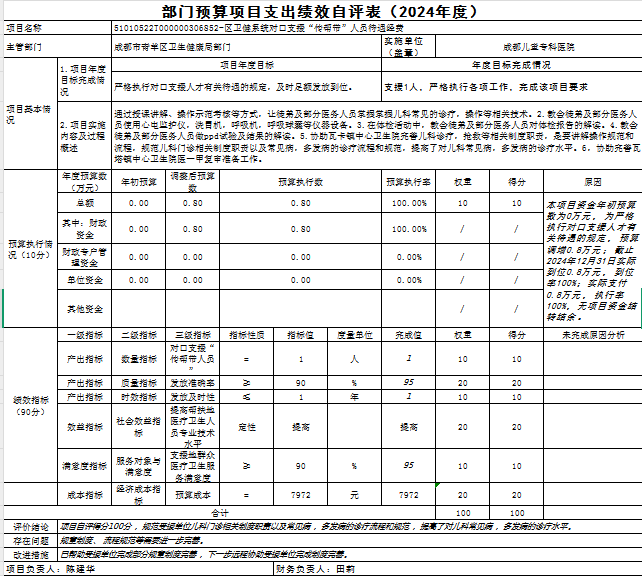 部门预算项目支出绩效自评表（2024年度）
项目名称 51010522T000000306852-区卫健系统对口支援“传帮带”人员待遇经费
主管部门 成都市青羊区卫生健康局部门 实施单位（盖章） 成都儿童专科医院
项目基本情况
1.项目年度目标完成情况 项目年度目标 年度目标完成情况
严格执行对口支援人才有关待遇的规定，及时足额发放到位。 支援1人，严格执行各项工作，完成该项目要求
2.项目实施内容及过程概述
通过授课讲解、操作示范考核等方式，让徒弟及部分医务人员掌握掌握儿科常见的诊疗，操作等相关技术。2.教会徒弟及部分医务人
员使用心电监护仪，洗胃机，呼吸机，呼吸球囊等仪器设备。3.在体检活动中，教会徒弟及部分医务人员对体检报告的解读。4.教会
徒弟及部分医务人员做ppd试验及结果的解读。5.协助瓦卡镇中心卫生院完善儿科诊疗，抢救等相关制度职责，是要讲解操作规范和
流程，规范儿科门诊相关制度职责以及常见病，多发病的诊疗流程和规范，提高了对儿科常见病，多发病的诊疗水平。6.协助完善瓦
塔镇中心卫生院医一甲复审准备工作。
预算执行情况（10分）
年度预算数（万元） 年初预算 调整后预算数 预算执行数 预算执行率 权重 得分 原因
总额 0.00 0.80 0.80 100.00% 10 10
其中：财政资金 0.00 0.80 0.80 100.00% / /
财政专户管理资金 0.00 0.00 0.00 0.00% / /
单位资金 0.00 0.00 0.00 0.00% / /
其他资金 / /
本项目资金年初预算数为0万元，为严格执行对口支援人才有关待遇的规定，预算调增0.8万元；截止2024年12月31日实际到位0.8万元，到位率100%；实际支付0.8万元，执行率100%，无项目资金结转结余。
绩效指标（90分）
一级指标 二级指标 三级指标 指标性质 指标值 度量单位 完成值 权重 得分 未完成原因分析
产出指标 数量指标 对口支援“传帮带人员” = 1 人 1 10 10
产出指标 质量指标 发放准确率 ≥ 90 % 95 20 20
产出指标 时效指标 发放及时性 ≤ 1 年 1 10 10
效益指标 社会效益指标 提高帮扶地医疗卫生人员专业技术水平 定性 提高 提高 20 20
满意度指标 服务对象与满意度 支援地群众医疗卫生服务满意度 ≥ 90 % 95 10 10
成本指标 经济成本指标 预算成本 = 7972 元 7972 20 20
合计 100 100
评价结论 项目自评得分100分，规范受援单位儿科门诊相关制度职责以及常见病，多发病的诊疗流程和规范，提高了对儿科常见病，多发病的诊疗水平。
存在问题 规章制度、流程规范等需要进一步完善。
改进措施 已帮助受援单位完成部分规章制度完善，下一步远程协助受援单位完成制度完善。
项目负责人：陈建华 财务负责人：田莉